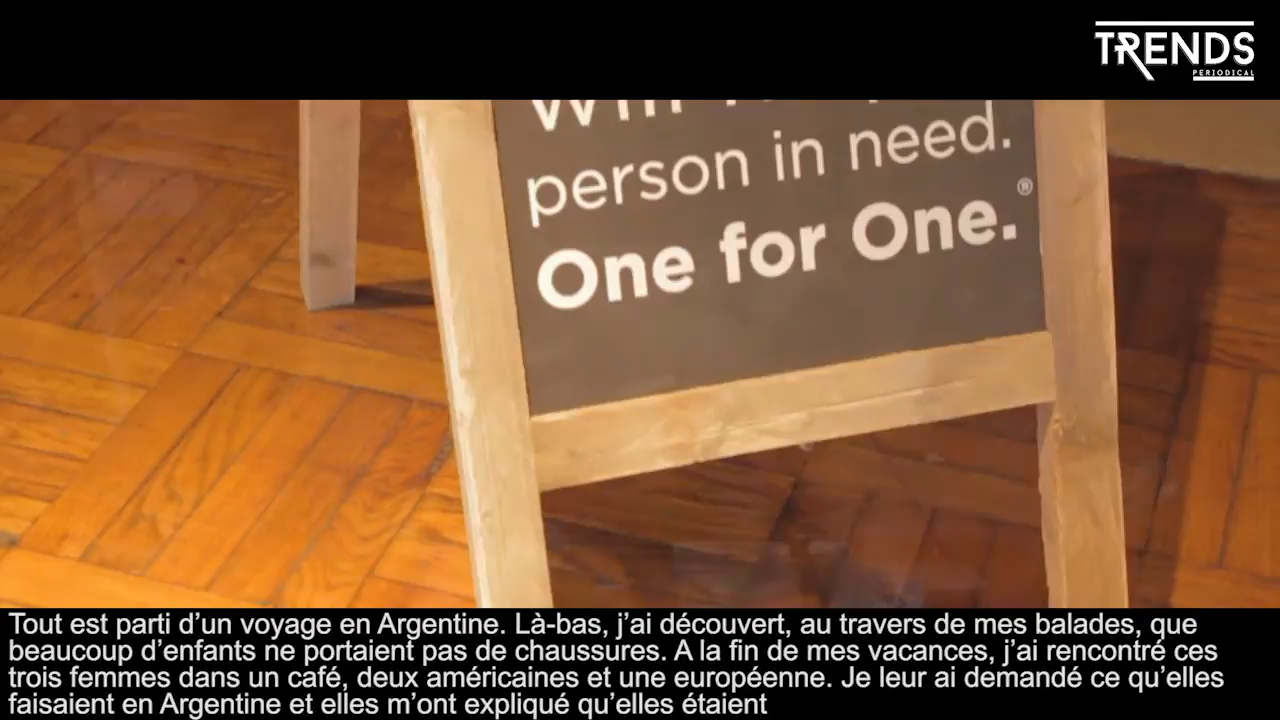 TRENDS
PERIODICAL
person in need.
One for One.®
Tout est parti d’un voyage en Argentine. Là-bas, j’ai découvert, au travers de mes balades, que
beaucoup d’enfants ne portaient pas de chaussures. A la fin de mes vacances, j’ai rencontré ces
trois femmes dans un café, deux américaines et une européenne. Je leur ai demandé ce qu’elles
faisaient en Argentine et elles m’ont expliqué qu’elles étaient